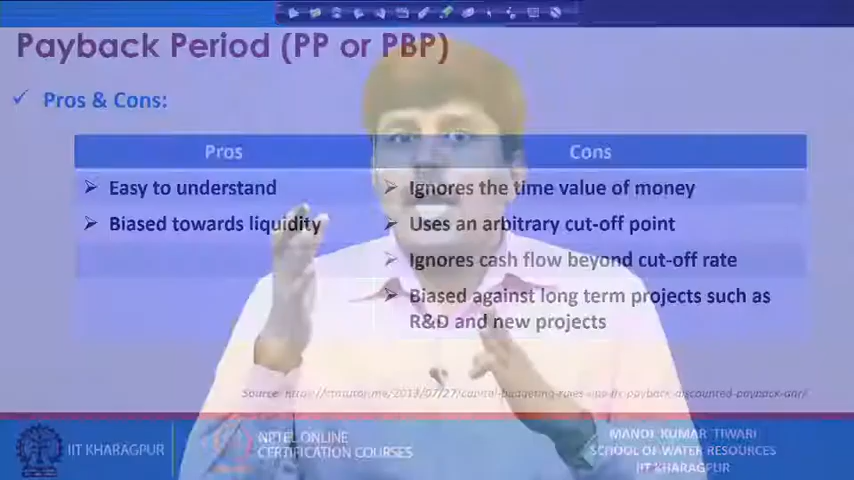 Payback Period (PP or PBP)
✓ Pros & Cons:
Pros
Cons
➢ Easy to understand
➢ Biased towards liquidity
➢ Ignores the time value of money
➢ Uses an arbitrary cut-off point
➢ Ignores cash flow beyond cut-off rate
➢ Biased against long term projects such as
R&D and new projects
Source:
IIT KHARAGPUR
NPTEL ONLINE
CERTIFICATION COURSES
MANOJ KUMAR TIWARI
SCHOOL OF WATER RESOURCES
IIT KHARAGPUR